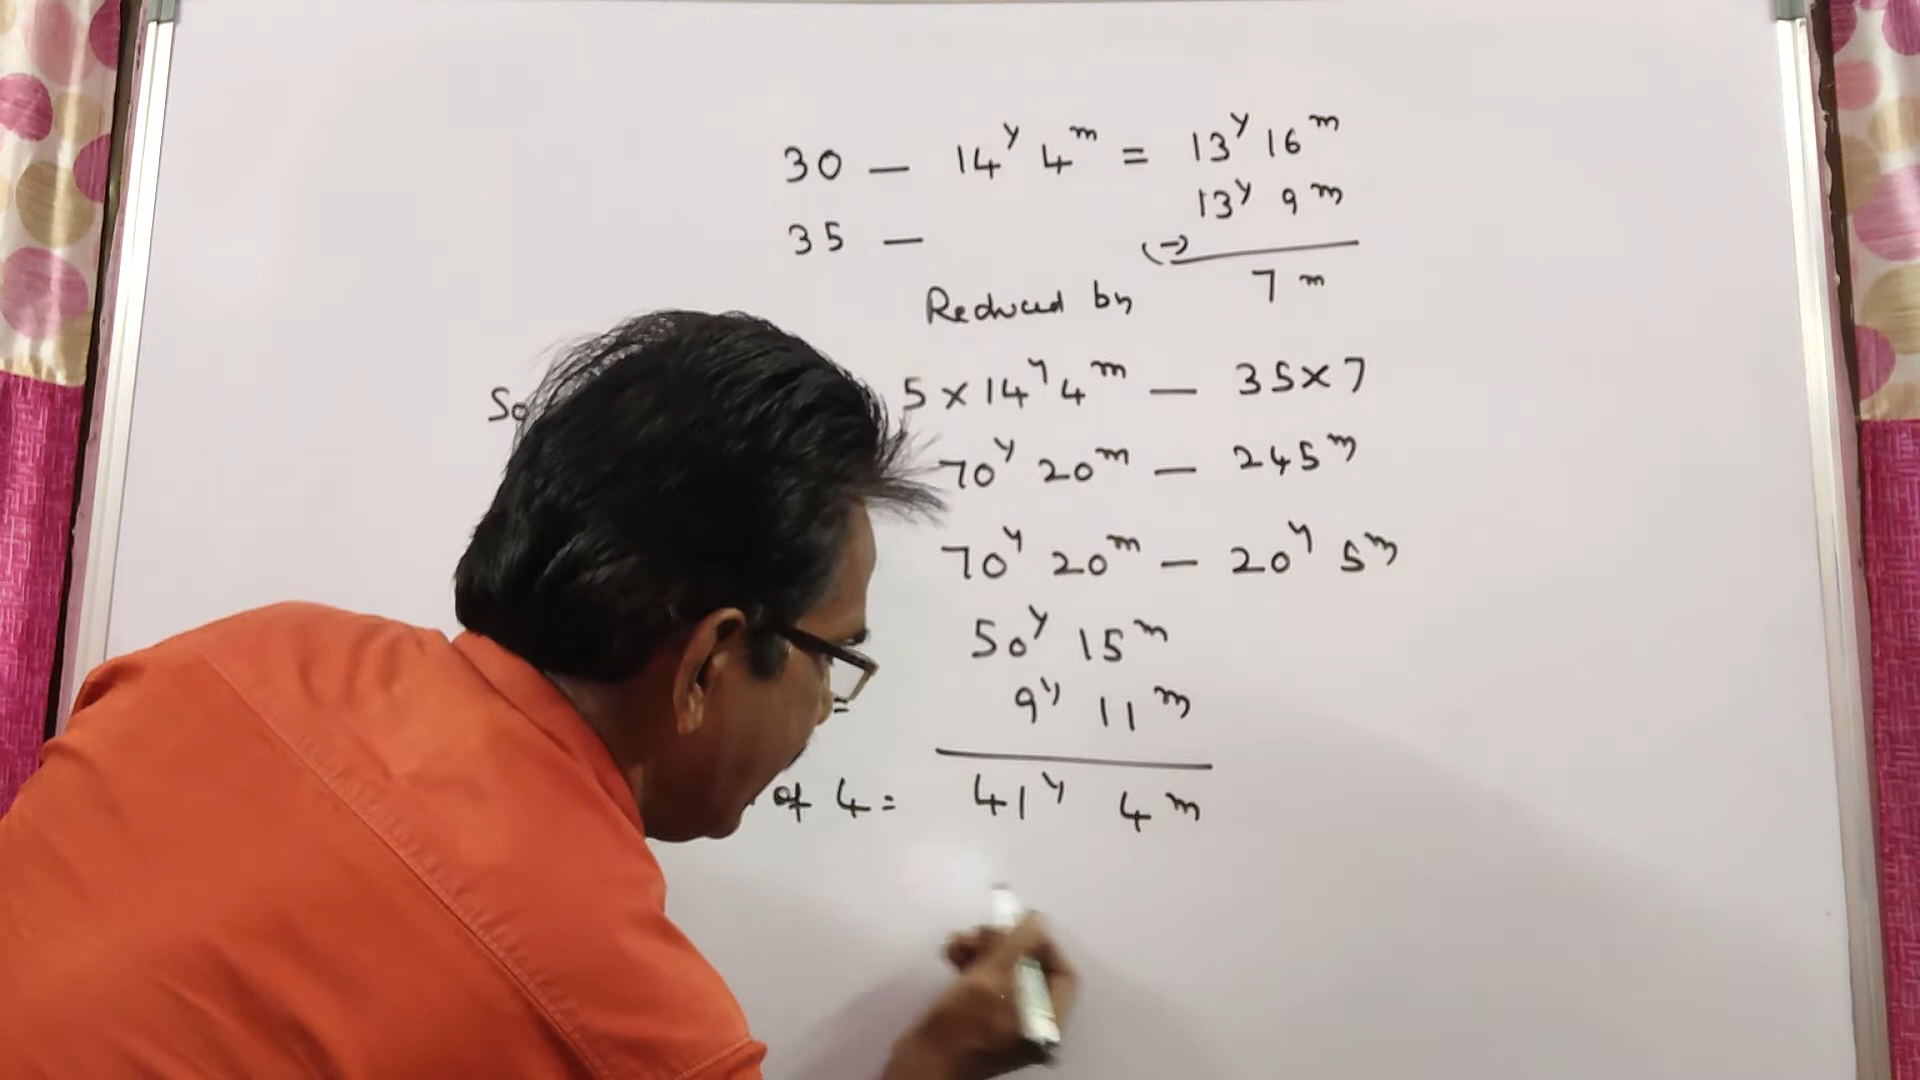 30 — 14ʸ 4ᵐ = 13ʸ 16ᵐ
13ʸ 9ᵐ
35 — (-)
Reduced by 7 m
So 5 × 14ʸ 4ᵐ — 35 × 7
70ʸ 20ᵐ — 245ᵐ
70ʸ 20ᵐ — 20ʸ 5ᵐ
50ʸ 15ᵐ
= 9ʸ 11ᵐ
of 4 = 41ʸ 4ᵐ